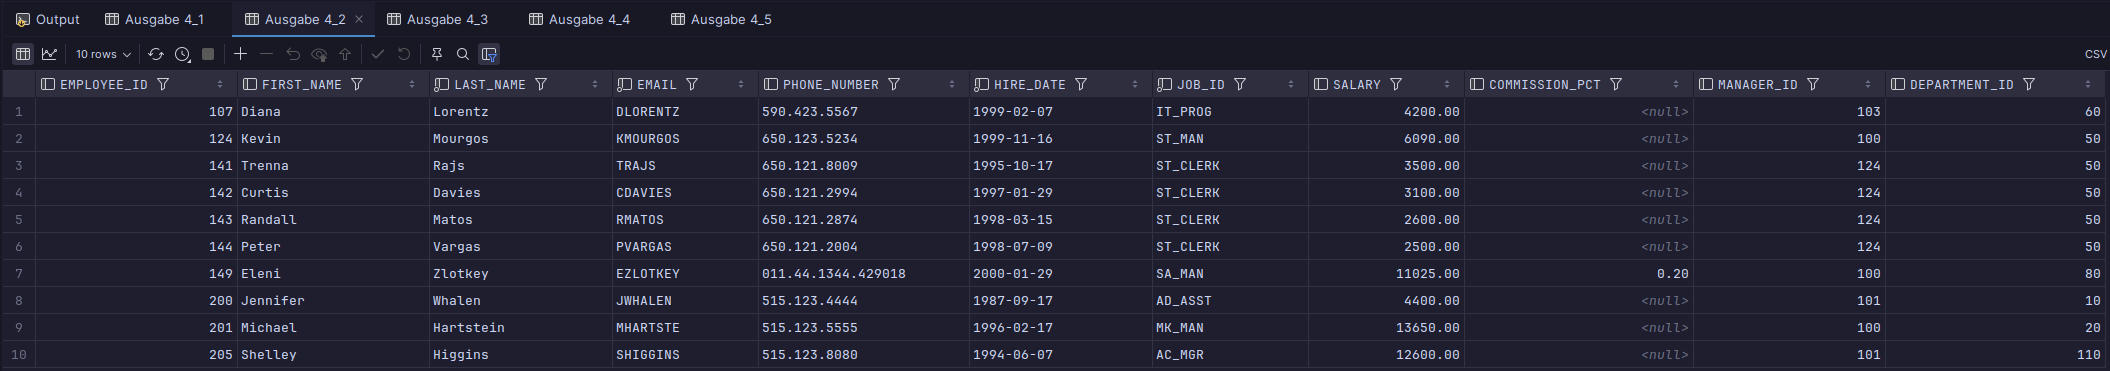 Output Ausgabe 4_1 Ausgabe 4_2 Ausgabe 4_3 Ausgabe 4_4 Ausgabe 4_5
10 rows CSV
EMPLOYEE_ID FIRST_NAME LAST_NAME EMAIL PHONE_NUMBER HIRE_DATE JOB_ID SALARY COMMISSION_PCT MANAGER_ID DEPARTMENT_ID
1 107 Diana Lorentz DLORENTZ 590.423.5567 1999-02-07 IT_PROG 4200.00 <null> 103 60
2 124 Kevin Mourgos KMOURGOS 650.123.5234 1999-11-16 ST_MAN 6090.00 <null> 100 50
3 141 Trenna Rajs TRAJS 650.121.8009 1995-10-17 ST_CLERK 3500.00 <null> 124 50
4 142 Curtis Davies CDAVIES 650.121.2994 1997-01-29 ST_CLERK 3100.00 <null> 124 50
5 143 Randall Matos RMATOS 650.121.2874 1998-03-15 ST_CLERK 2600.00 <null> 124 50
6 144 Peter Vargas PVARGAS 650.121.2004 1998-07-09 ST_CLERK 2500.00 <null> 124 50
7 149 Eleni Zlotkey EZLOTKEY 011.44.1344.429018 2000-01-29 SA_MAN 11025.00 0.20 100 80
8 200 Jennifer Whalen JWHALEN 515.123.4444 1987-09-17 AD_ASST 4400.00 <null> 101 10
9 201 Michael Hartstein MHARTSTE 515.123.5555 1996-02-17 MK_MAN 13650.00 <null> 100 20
10 205 Shelley Higgins SHIGGINS 515.123.8080 1994-06-07 AC_MGR 12600.00 <null> 101 110